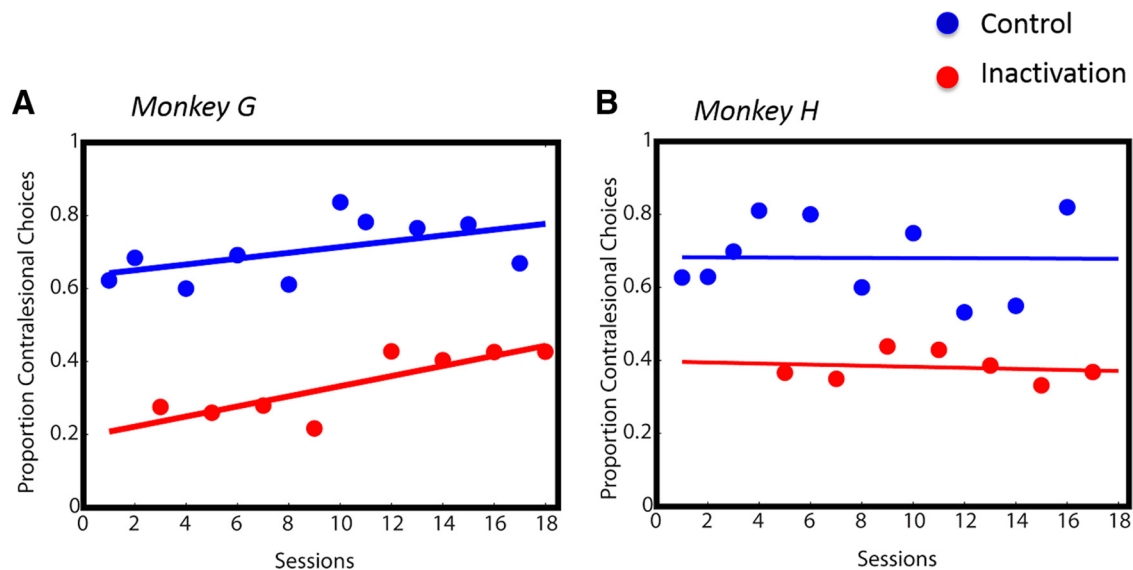 Control
Inactivation
A Monkey G
Proportion Contralesional Choices
1
0.8
0.6
0.4
0.2
0
0 2 4 6 8 10 12 14 16 18
Sessions
B Monkey H
Proportion Contralesional Choices
1
0.8
0.6
0.4
0.2
0
0 2 4 6 8 10 12 14 16 18
Sessions